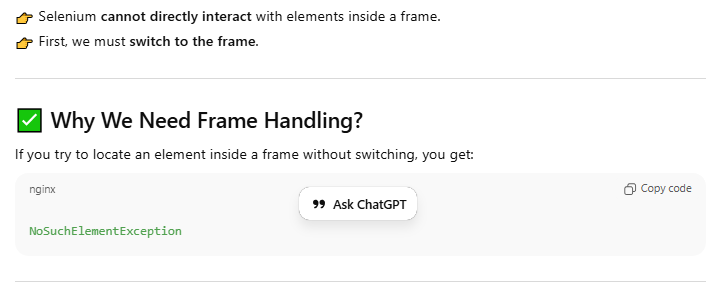 👉 Selenium cannot directly interact with elements inside a frame.
👉 First, we must switch to the frame.
✅ Why We Need Frame Handling?
If you try to locate an element inside a frame without switching, you get:
nginx
Copy code
Ask ChatGPT
NoSuchElementException